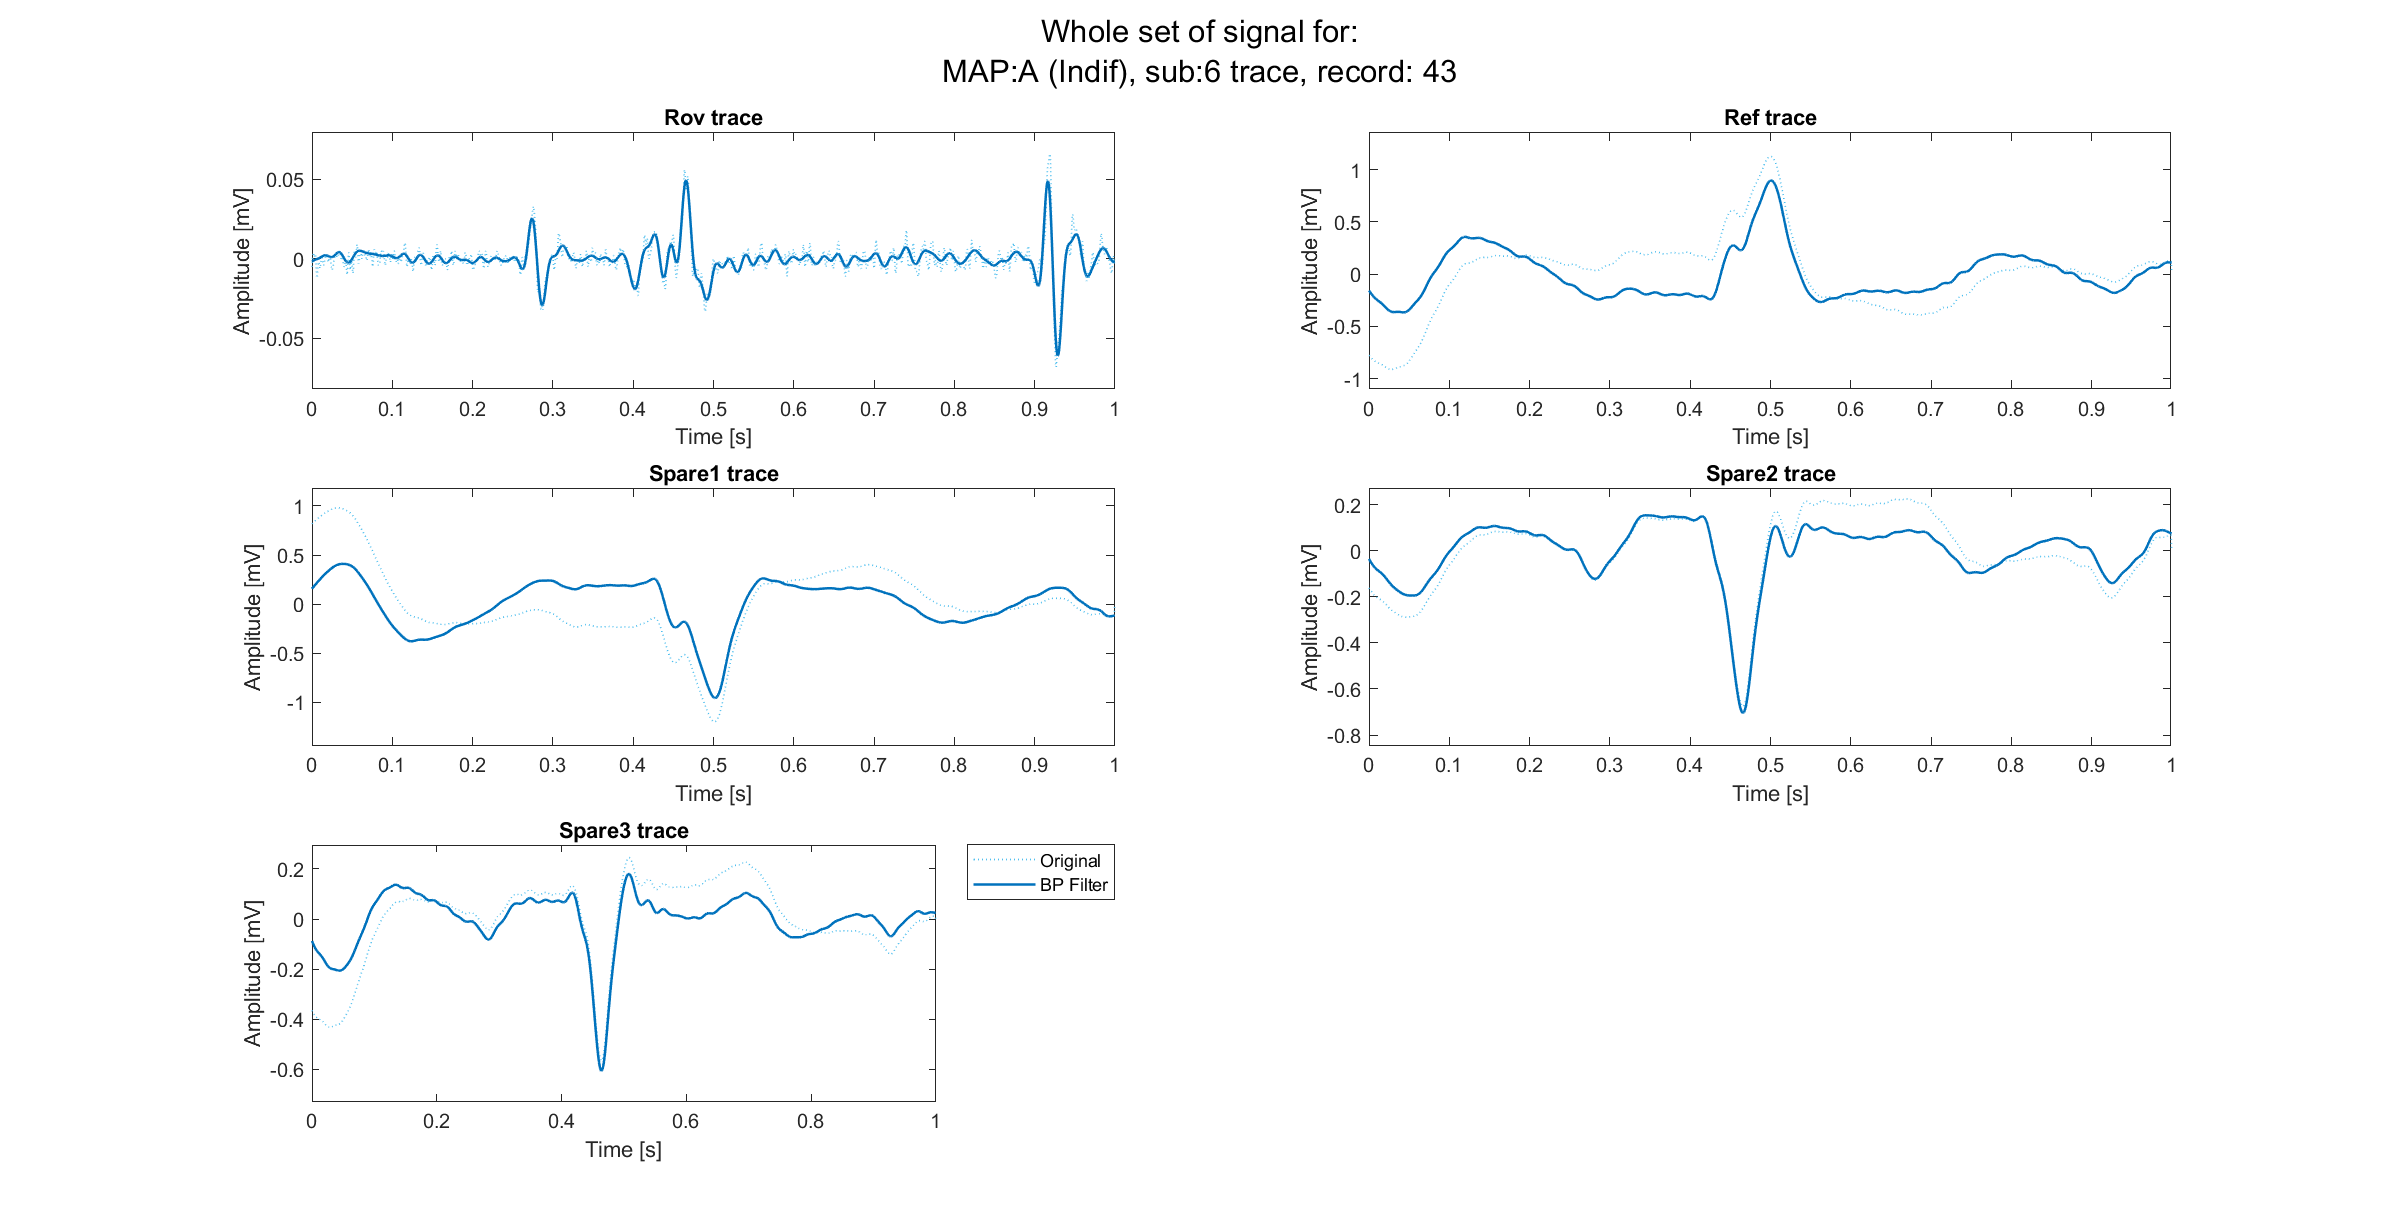 Whole set of signal for:
MAP:A (Indif), sub:6 trace, record: 43
Rov trace
Amplitude [mV]
0.05
0
-0.05
0 0.1 0.2 0.3 0.4 0.5 0.6 0.7 0.8 0.9 1
Time [s]
Ref trace
Amplitude [mV]
1
0.5
0
-0.5
-1
0 0.1 0.2 0.3 0.4 0.5 0.6 0.7 0.8 0.9 1
Time [s]
Spare1 trace
Amplitude [mV]
1
0.5
0
-0.5
-1
0 0.1 0.2 0.3 0.4 0.5 0.6 0.7 0.8 0.9 1
Time [s]
Spare2 trace
Amplitude [mV]
0.2
0
-0.2
-0.4
-0.6
-0.8
0 0.1 0.2 0.3 0.4 0.5 0.6 0.7 0.8 0.9 1
Time [s]
Spare3 trace
Amplitude [mV]
0.2
0
-0.2
-0.4
-0.6
0 0.2 0.4 0.6 0.8 1
Time [s]
Original
BP Filter